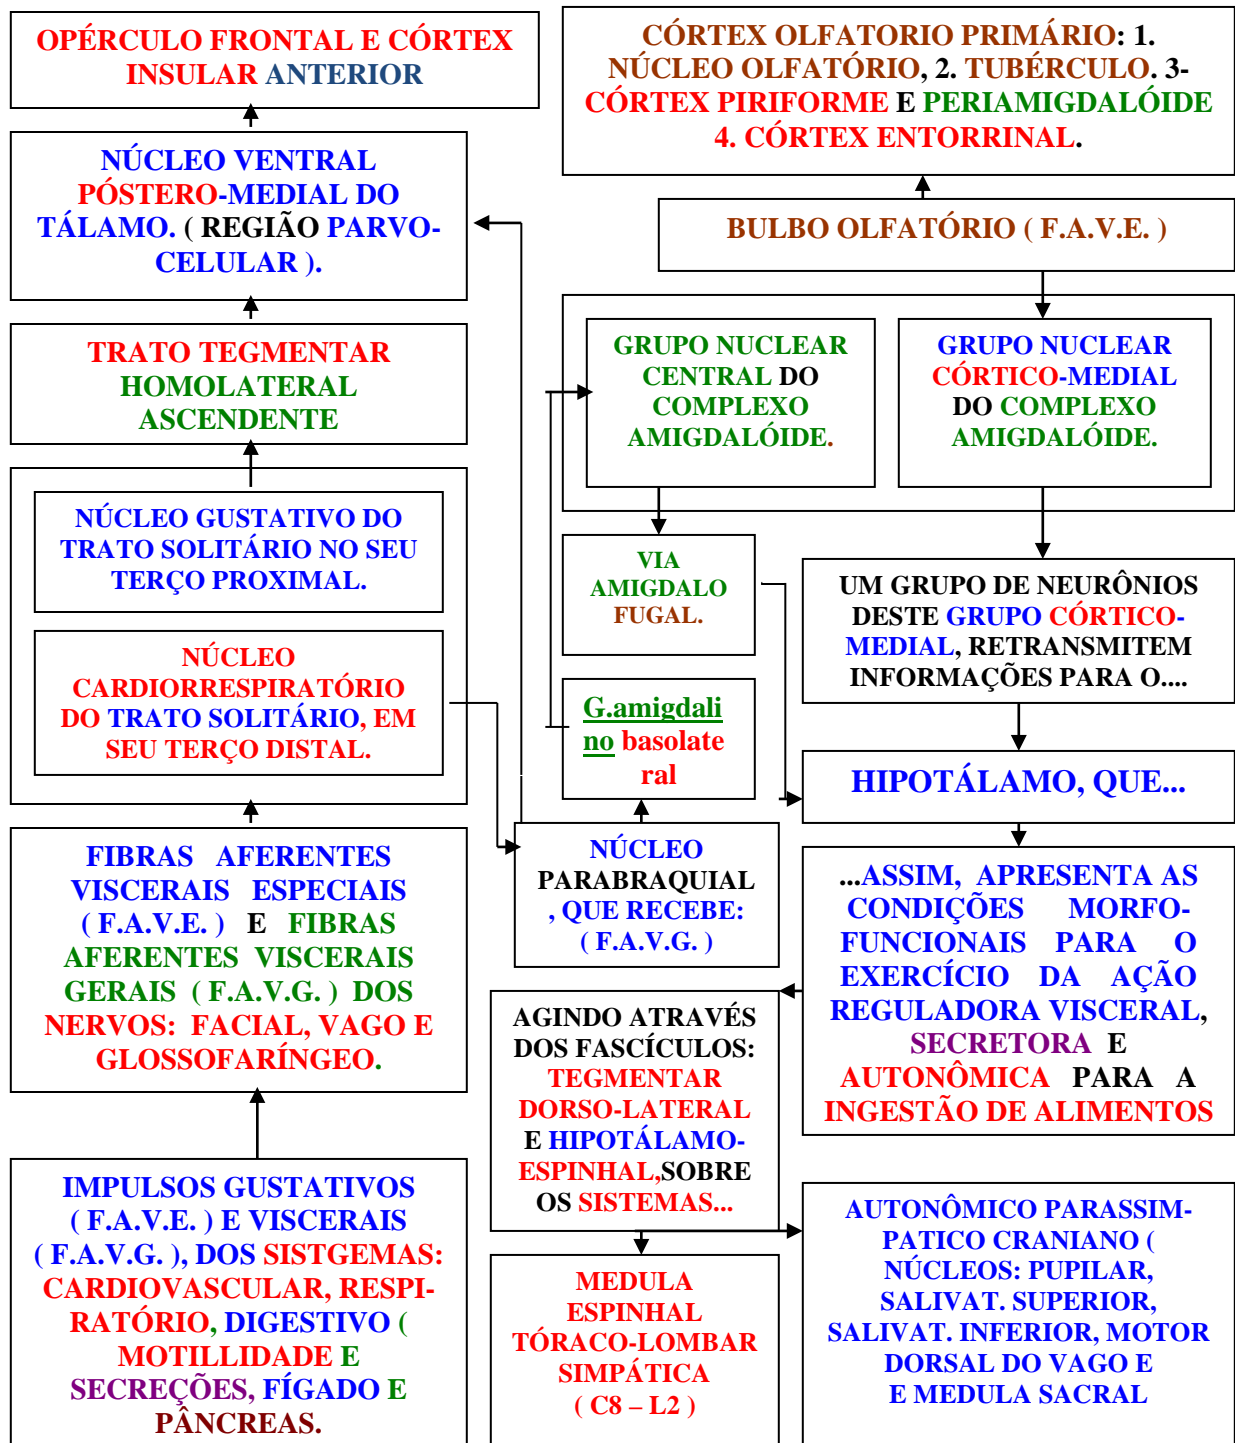 OPÉRCULO FRONTAL E CÓRTEX
INSULAR ANTERIOR
NÚCLEO VENTRAL
PÓSTERO-MEDIAL DO
TÁLAMO. ( REGIÃO PARVO-
CELULAR ).
TRATO TEGMENTAR
HOMOLATERAL
ASCENDENTE
NÚCLEO GUSTATIVO DO
TRATO SOLITÁRIO NO SEU
TERÇO PROXIMAL.
NÚCLEO
CARDIORRESPIRATÓRIO
DO TRATO SOLITÁRIO, EM
SEU TERÇO DISTAL.
FIBRAS AFERENTES
VISCERAIS ESPECIAIS
( F.A.V.E. ) E FIBRAS
AFERENTES VISCERAIS
GERAIS ( F.A.V.G. ) DOS
NERVOS: FACIAL, VAGO E
GLOSSOFARÍNGEO.
IMPULSOS GUSTATIVOS
( F.A.V.E. ) E VISCERAIS
( F.A.V.G. ), DOS SISTGEMAS:
CARDIOVASCULAR, RESPI-
RATÓRIO, DIGESTIVO (
MOTILLIDADE E
SECREÇÕES, FÍGADO E
PÂNCREAS.
CÓRTEX OLFATORIO PRIMÁRIO: 1.
NÚCLEO OLFATÓRIO, 2. TUBÉRCULO. 3-
CÓRTEX PIRIFORME E PERIAMIGDALÓIDE
4. CÓRTEX ENTORRINAL.
BULBO OLFATÓRIO ( F.A.V.E. )
GRUPO NUCLEAR
CENTRAL DO
COMPLEXO
AMIGDALÓIDE.
GRUPO NUCLEAR
CÓRTICO-MEDIAL
DO COMPLEXO
AMIGDALÓIDE.
VIA
AMIGDALO
FUGAL.
UM GRUPO DE NEURÔNIOS
DESTE GRUPO CÓRTICO-
MEDIAL, RETRANSMITEM
INFORMAÇÕES PARA O....
G.amigdali
no basolate
ral
HIPOTÁLAMO, QUE...
NÚCLEO
PARABRAQUIAL
, QUE RECEBE:
( F.A.V.G. )
...ASSIM, APRESENTA AS
CONDIÇÕES MORFO-
FUNCIONAIS PARA O
EXERCÍCIO DA AÇÃO
REGULADORA VISCERAL,
SECRETORA E
AUTONÔMICA PARA A
INGESTÃO DE ALIMENTOS
AGINDO ATRAVÉS
DOS FASCÍCULOS:
TEGMENTAR
DORSO-LATERAL
E HIPOTÁLAMO-
ESPINHAL,SOBRE
OS SISTEMAS...
MEDULA
ESPINHAL
TÓRACO-LOMBAR
SIMPÁTICA
( C8 – L2 )
AUTONÔMICO PARASSIM-
PATICO CRANIANO (
NÚCLEOS: PUPILAR,
SALIVAT. SUPERIOR,
SALIVAT. INFERIOR, MOTOR
DORSAL DO VAGO E
E MEDULA SACRAL